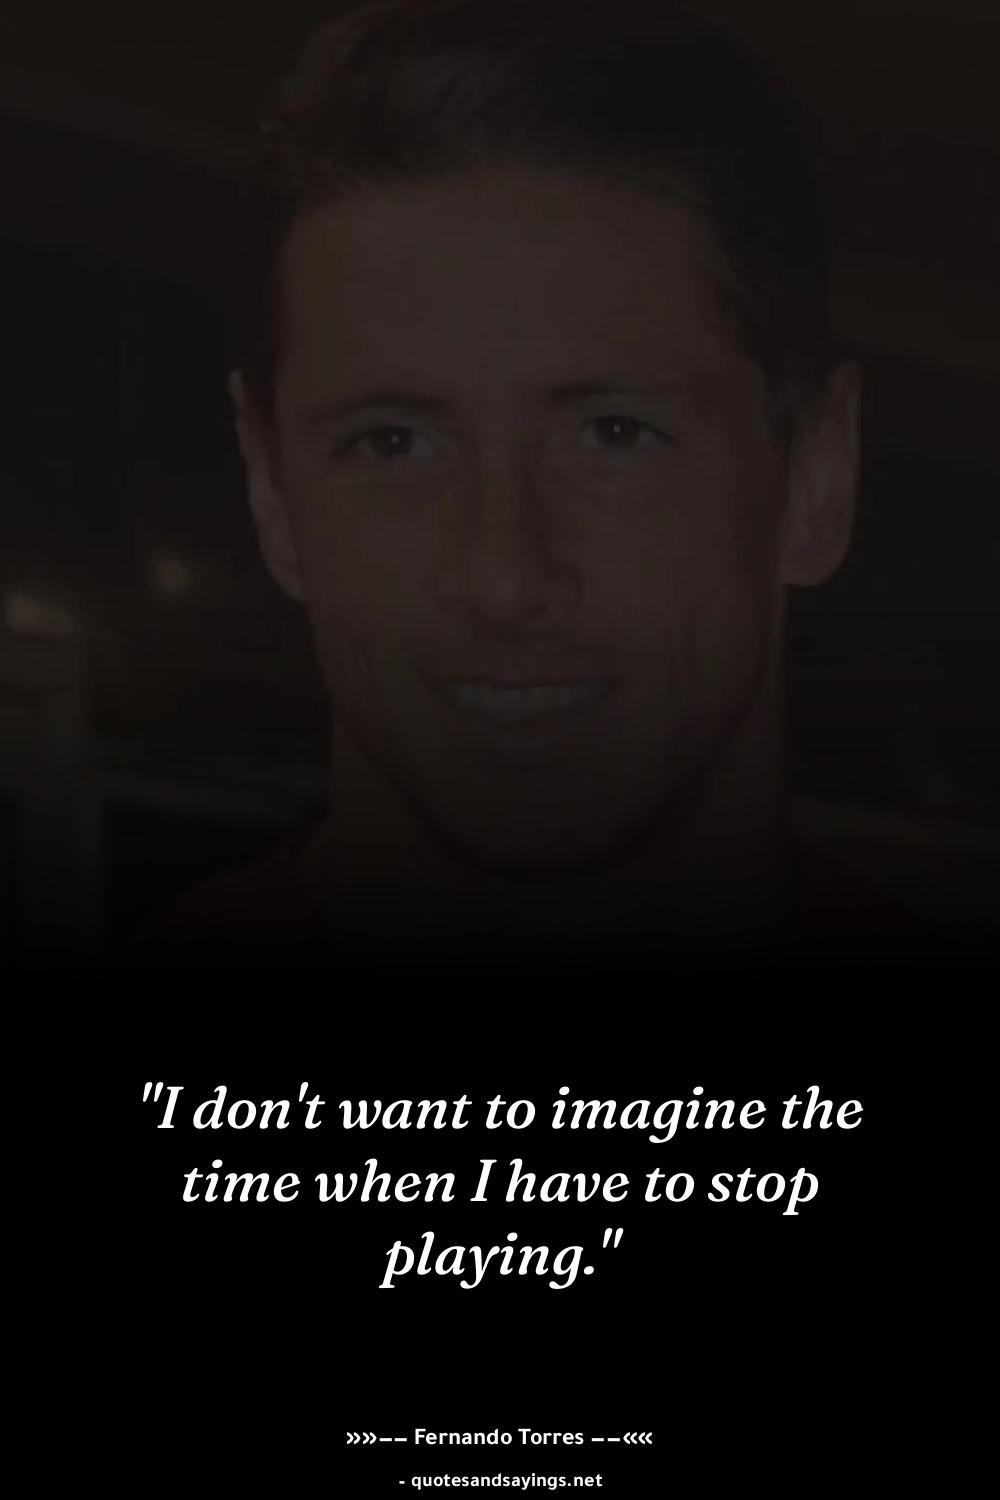 "I don't want to imagine the
time when I have to stop
playing."
»»–– Fernando Torres ––««
- quotesandsayings.net